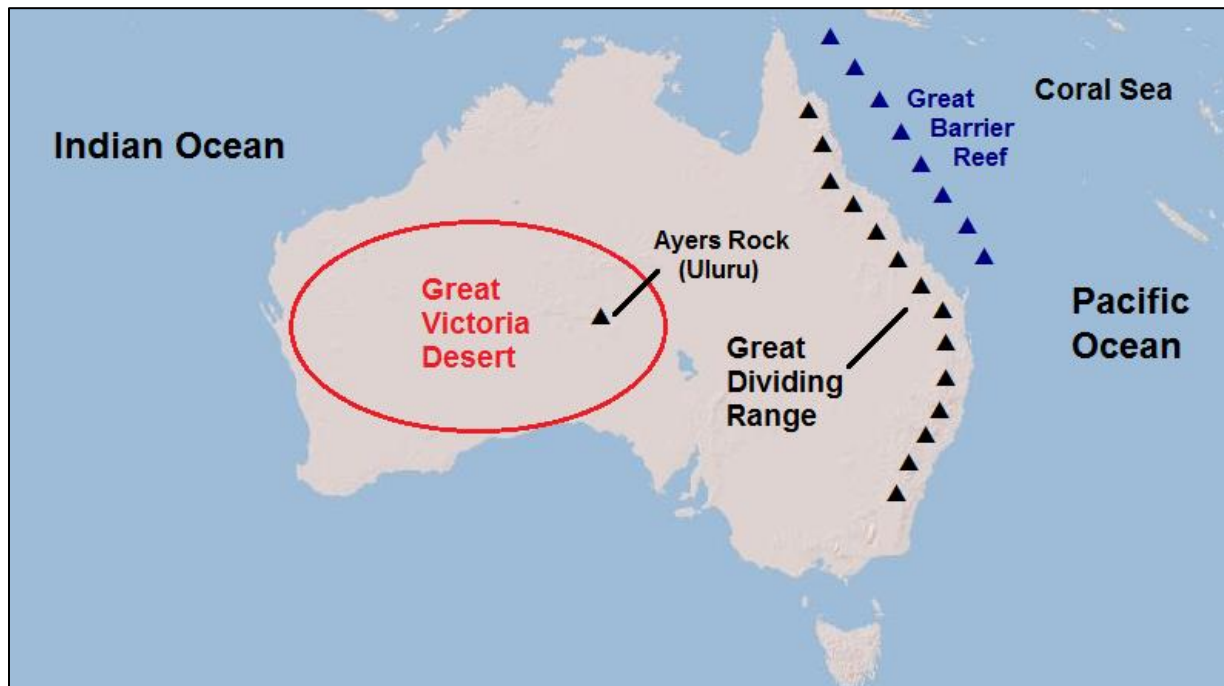 Indian Ocean
Coral Sea
Great
Barrier
Reef
Ayers Rock
(Uluru)
Great
Victoria
Desert
Great
Dividing
Range
Pacific
Ocean